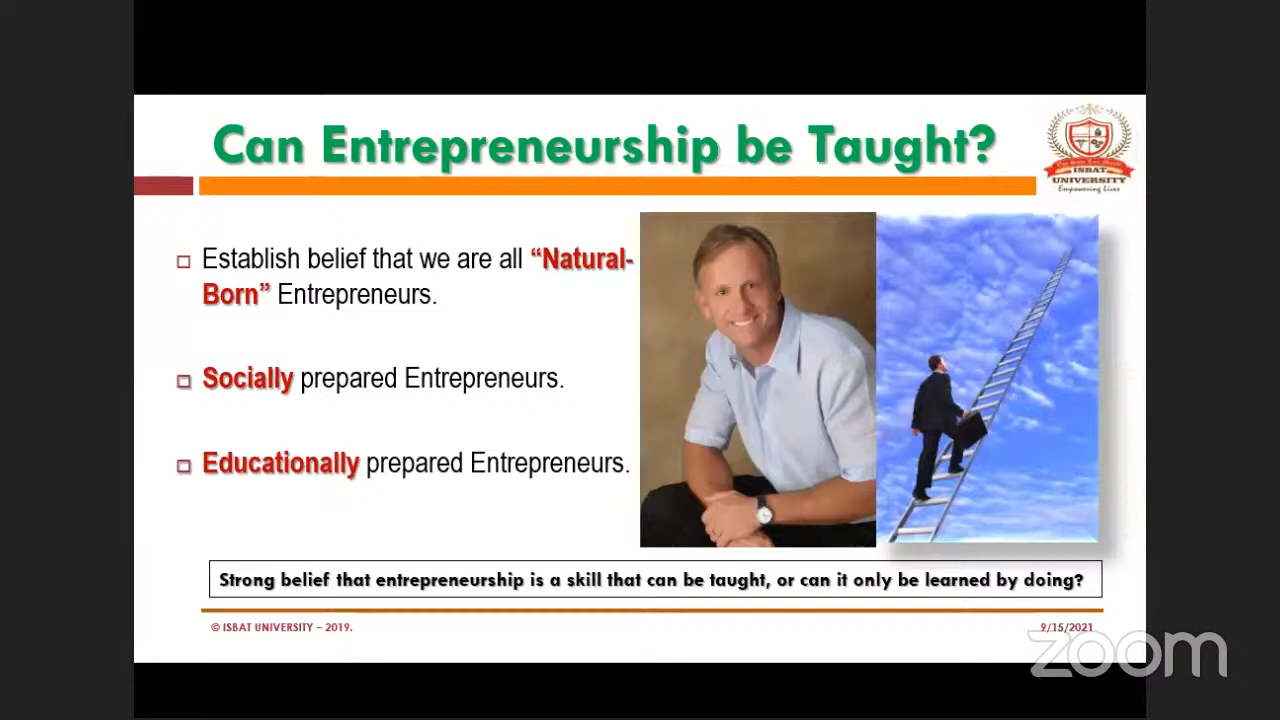 Can Entrepreneurship be Taught?
ISBAT
UNIVERSITY
Empowering Lives
Establish belief that we are all “Natural-
Born” Entrepreneurs.
Socially prepared Entrepreneurs.
Educationally prepared Entrepreneurs.
Strong belief that entrepreneurship is a skill that can be taught, or can it only be learned by doing?
© ISBAT UNIVERSITY – 2019.
9/15/2021
zoom